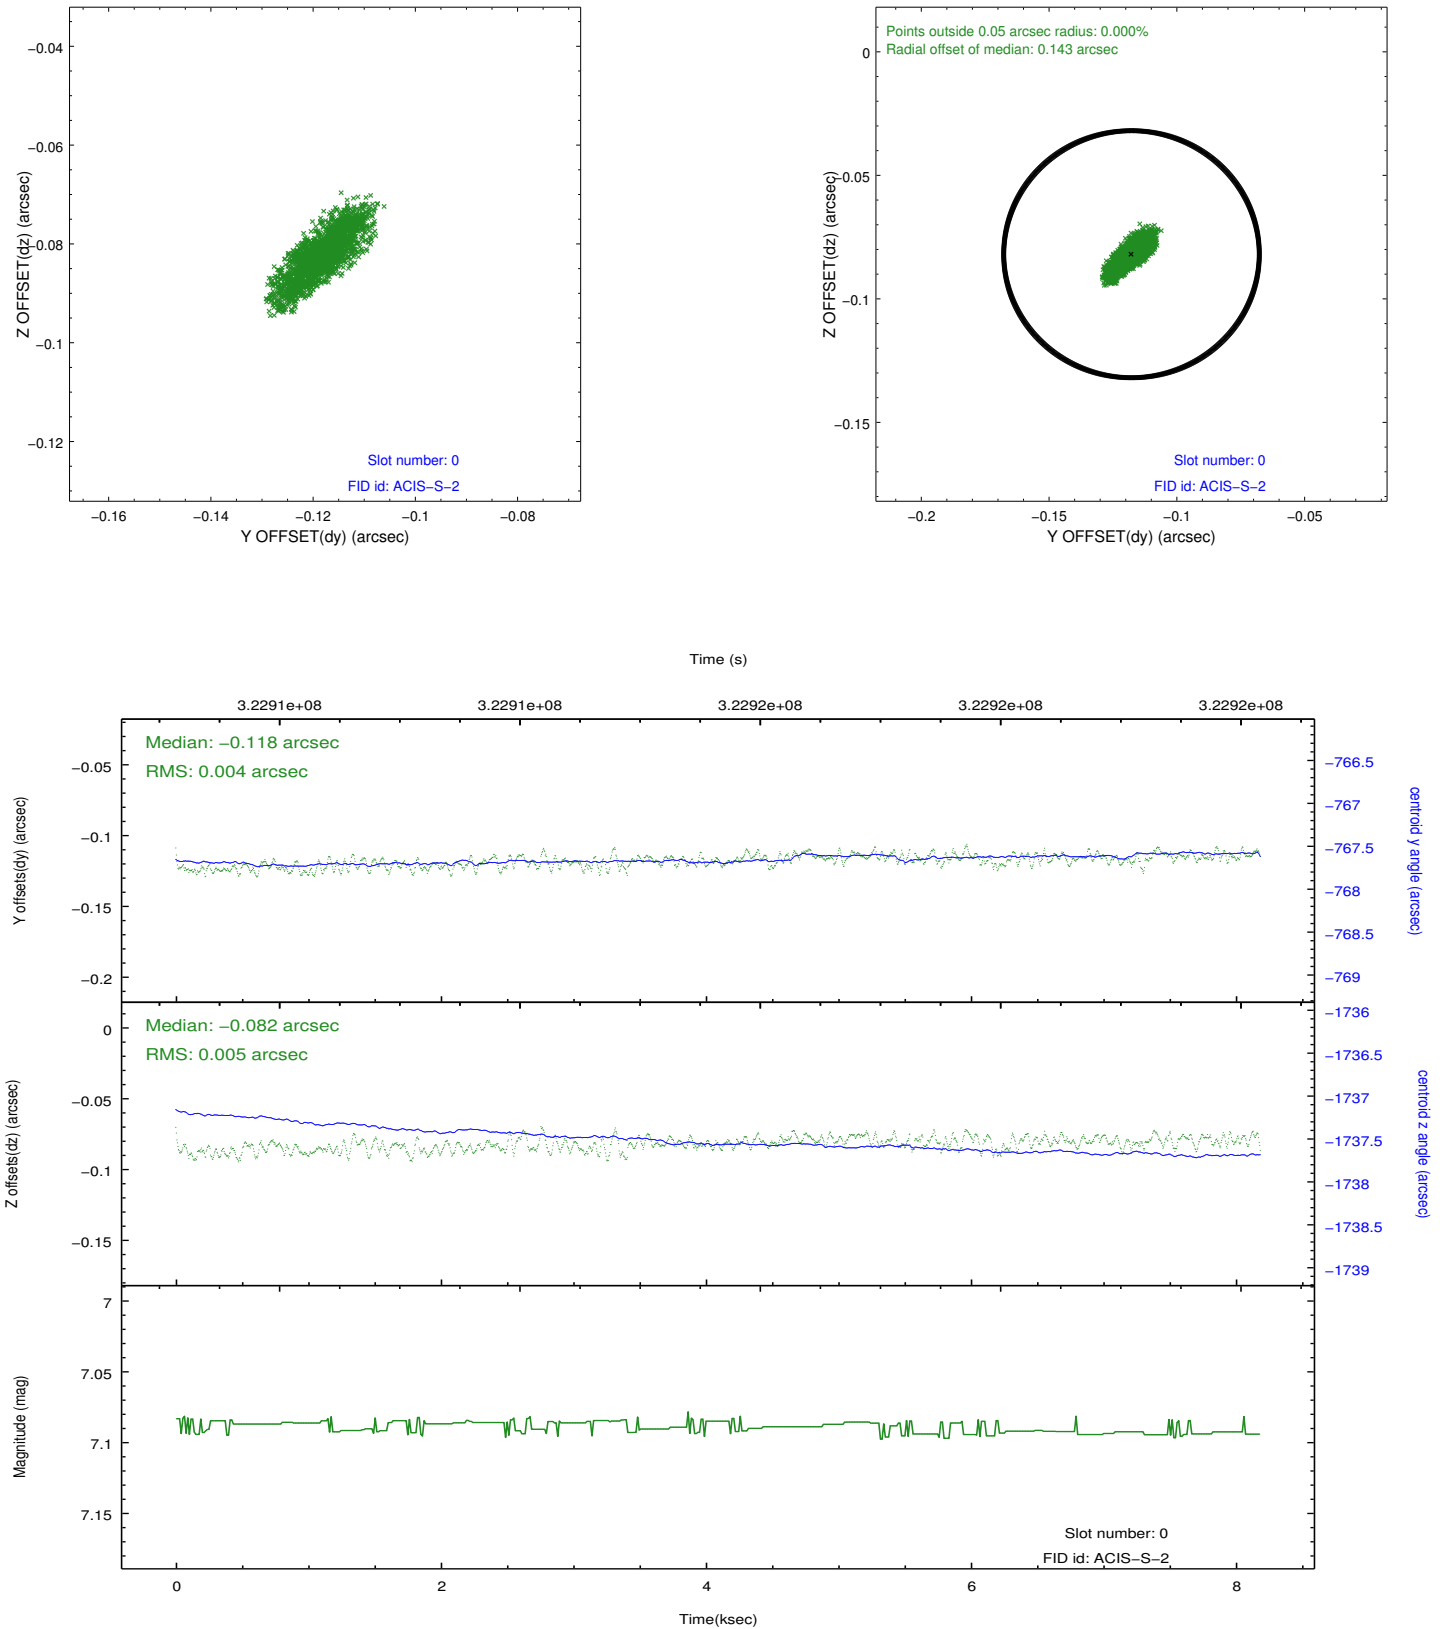 −0.04
−0.06
−0.08
−0.1
−0.12
Z OFFSET(dz) (arcsec)
Slot number: 0
FID id: ACIS−S−2
−0.16
−0.14
−0.12
−0.1
−0.08
Y OFFSET(dy) (arcsec)
Points outside 0.05 arcsec radius: 0.000%
Radial offset of median: 0.143 arcsec
0
−0.05
−0.1
−0.15
Z OFFSET(dz) (arcsec)
Slot number: 0
FID id: ACIS−S−2
−0.2
−0.15
−0.1
−0.05
Y OFFSET(dy) (arcsec)
Time (s)
3.2291e+08
3.2291e+08
3.2292e+08
3.2292e+08
3.2292e+08
Median: −0.118 arcsec
RMS: 0.004 arcsec
−0.05
−0.1
−0.15
−0.2
Y offsets(dy) (arcsec)
−766.5
−767
−767.5
−768
−768.5
−769
centroid y angle (arcsec)
Median: −0.082 arcsec
RMS: 0.005 arcsec
0
−0.05
−0.1
−0.15
Z offsets(dz) (arcsec)
−1736
−1736.5
−1737
−1737.5
−1738
−1738.5
−1739
centroid z angle (arcsec)
7
7.05
7.1
7.15
Magnitude (mag)
Slot number: 0
FID id: ACIS−S−2
0
2
4
6
8
Time(ksec)